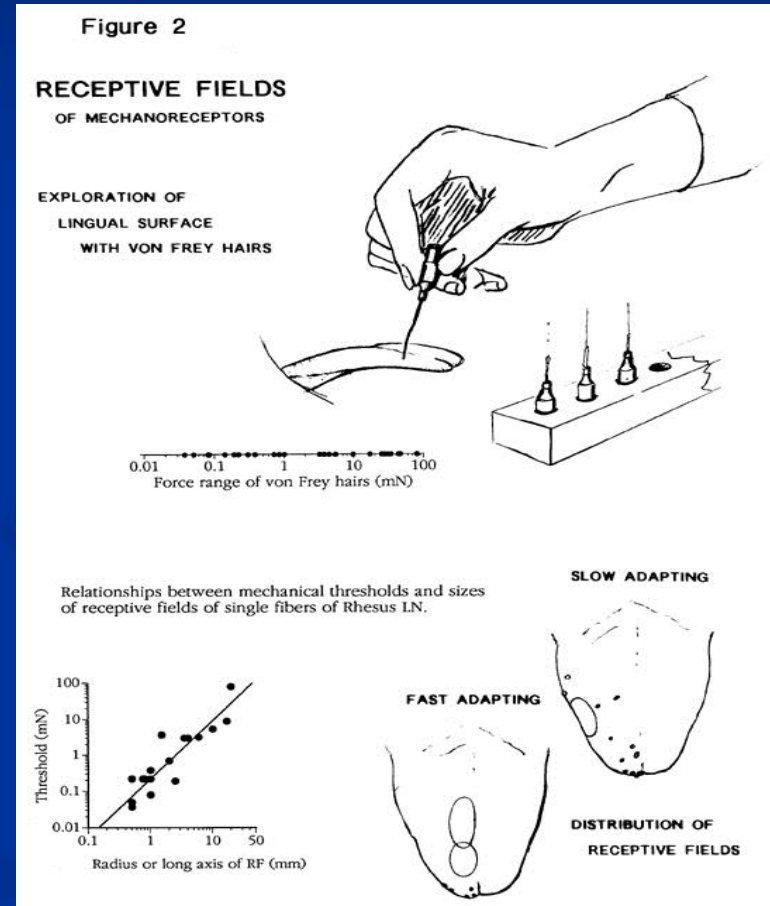 Figure 2
RECEPTIVE FIELDS
OF MECHANORECEPTORS
EXPLORATION OF
LINGUAL SURFACE
WITH VON FREY HAIRS
0.01 0.1 1 10 100
Force range of von Frey hairs (mN)
Relationships between mechanical thresholds and sizes
of receptive fields of single fibers of Rhesus LN.
100
10
1
0.1
0.01
Threshold (mN)
0.1 1 10 50
Radius or long axis of RF (mm)
SLOW ADAPTING
FAST ADAPTING
DISTRIBUTION OF
RECEPTIVE FIELDS